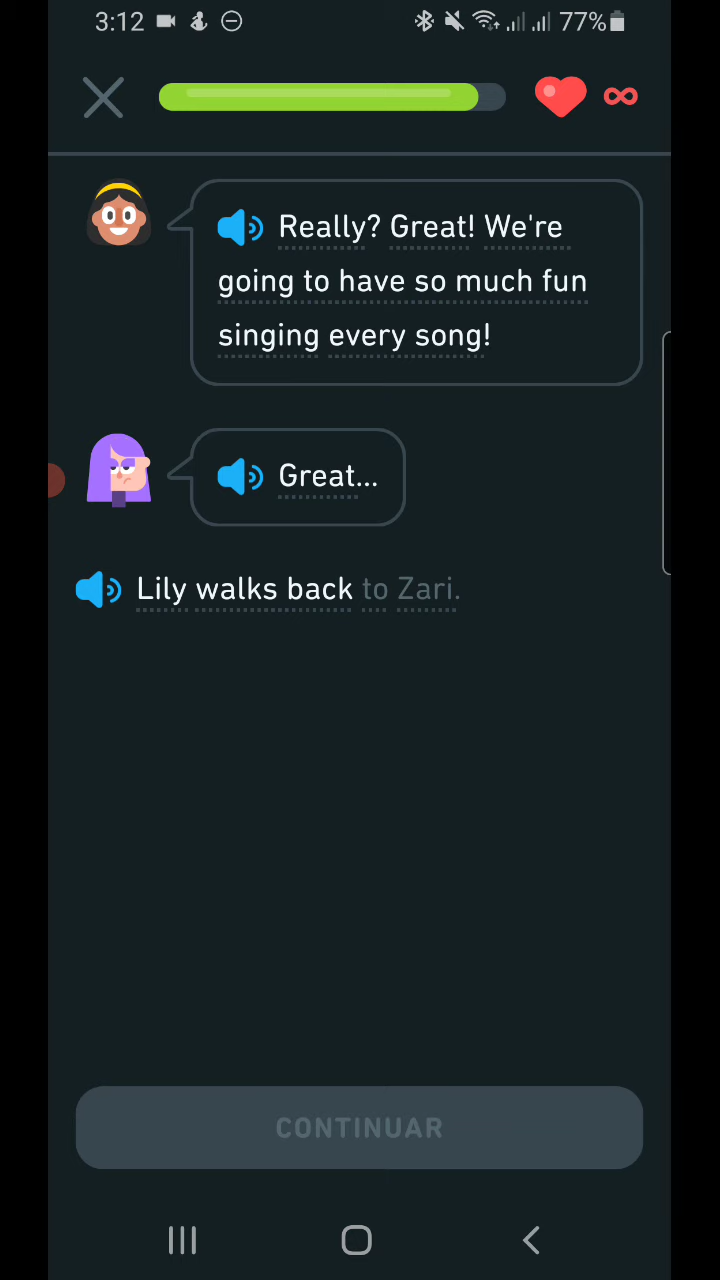 3:12 77%
Really? Great! We're
going to have so much fun
singing every song!
Great...
Lily walks back to Zari.
CONTINUAR